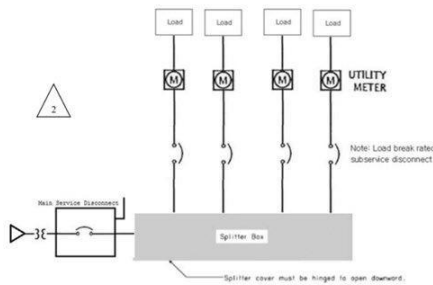 Load Load Load Load
M M M M
UTILITY
METER
2
Note: Load break rated
subservice disconnect
Main Service Disconnect
Splitter Box
Splitter cover must be hinged to open downward.